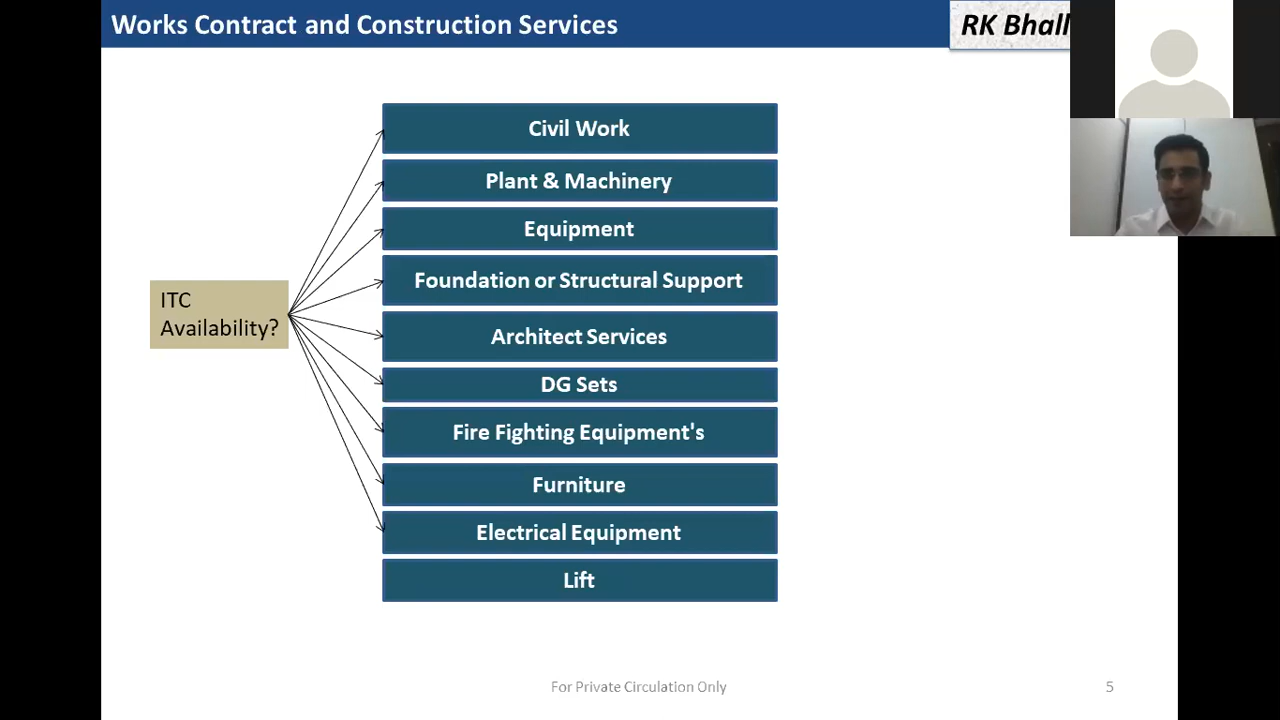 Works Contract and Construction Services
RK Bhall
Civil Work
Plant & Machinery
Equipment
Foundation or Structural Support
ITC
Availability?
Architect Services
DG Sets
Fire Fighting Equipment's
Furniture
Electrical Equipment
Lift
For Private Circulation Only
5